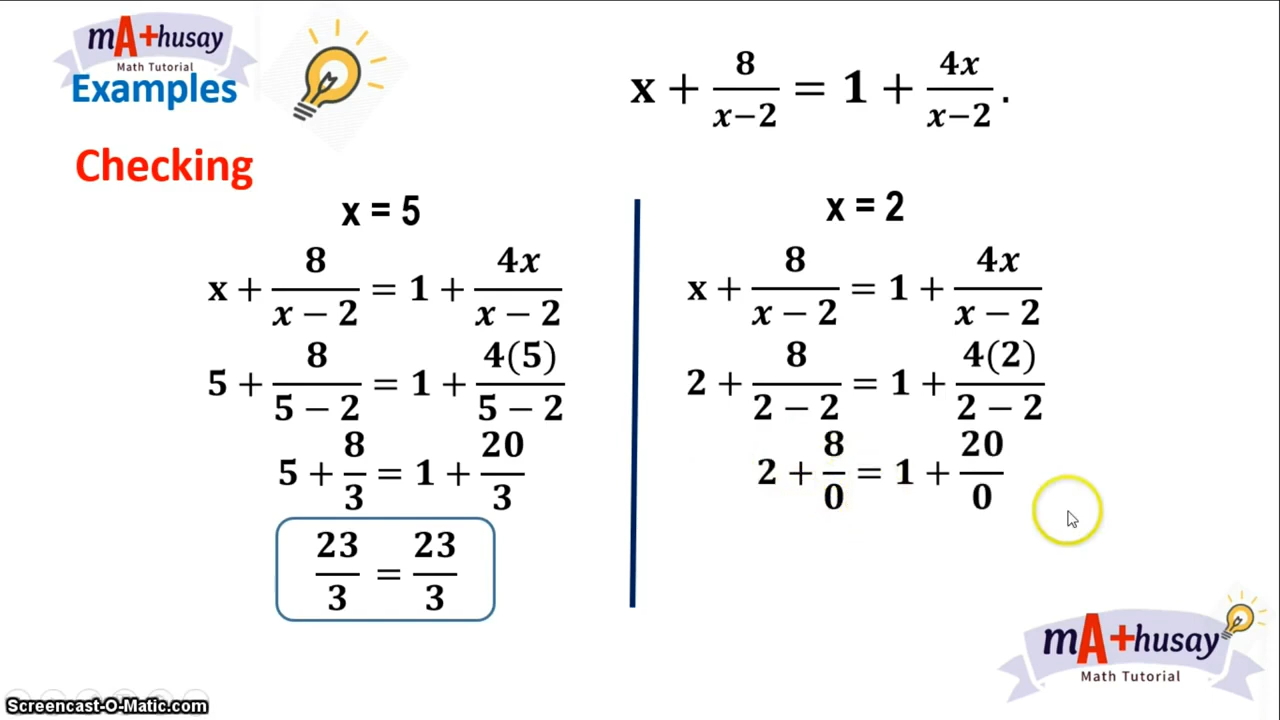 mA+husay
Math Tutorial
Examples
x + 8/(x−2) = 1 + 4x/(x−2).
Checking
x = 5
x + 8/(x − 2) = 1 + 4x/(x − 2)
5 + 8/(5 − 2) = 1 + 4(5)/(5 − 2)
5 + 8/3 = 1 + 20/3
23/3 = 23/3
x = 2
x + 8/(x − 2) = 1 + 4x/(x − 2)
2 + 8/(2 − 2) = 1 + 4(2)/(2 − 2)
2 + 8/0 = 1 + 20/0
mA+husay
Math Tutorial
Screencast-O-Matic.com